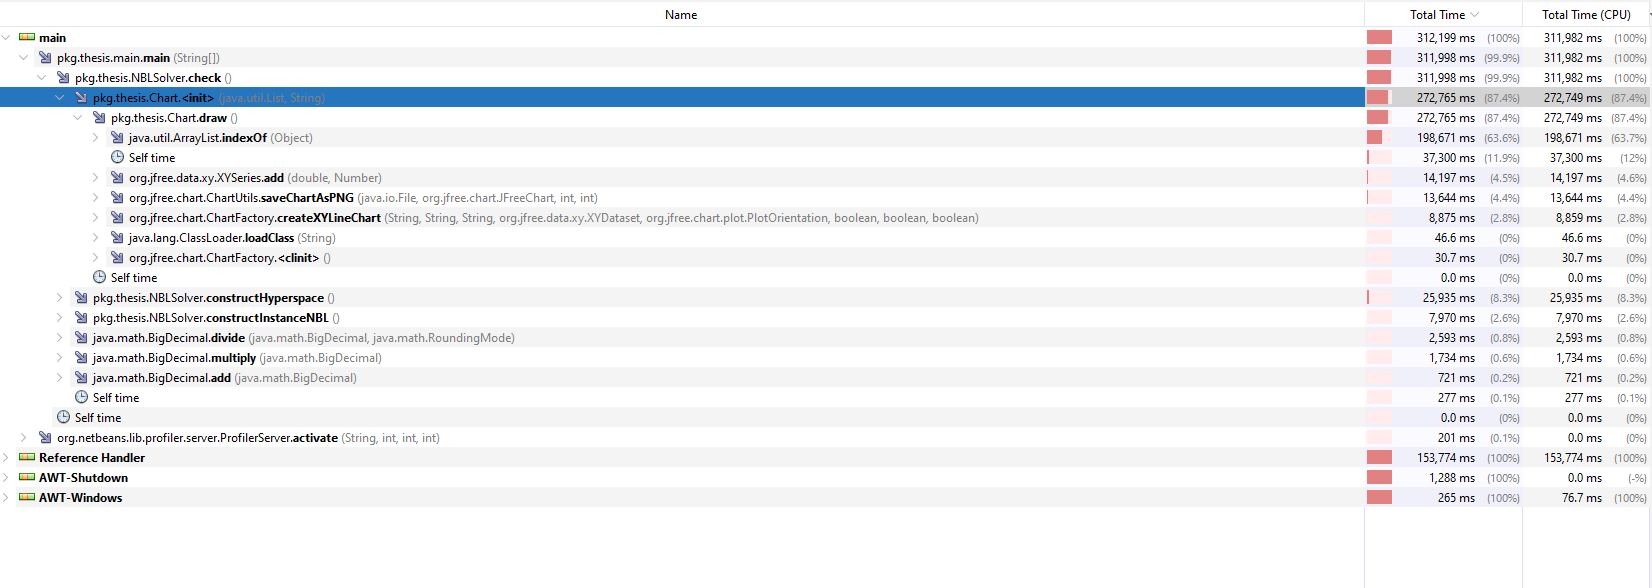 Name Total Time Total Time (CPU)
main 312,199 ms (100%) 311,982 ms (100%)
pkg.thesis.main.main (String[]) 311,998 ms (99.9%) 311,982 ms (100%)
pkg.thesis.NBLSolver.check () 311,998 ms (99.9%) 311,982 ms (100%)
pkg.thesis.Chart.<init> (java.util.List, String) 272,765 ms (87.4%) 272,749 ms (87.4%)
pkg.thesis.Chart.draw () 272,765 ms (87.4%) 272,749 ms (87.4%)
java.util.ArrayList.indexOf (Object) 198,671 ms (63.6%) 198,671 ms (63.7%)
Self time 37,300 ms (11.9%) 37,300 ms (12%)
org.jfree.data.xy.XYSeries.add (double, Number) 14,197 ms (4.5%) 14,197 ms (4.6%)
org.jfree.chart.ChartUtils.saveChartAsPNG (java.io.File, org.jfree.chart.JFreeChart, int, int) 13,644 ms (4.4%) 13,644 ms (4.4%)
org.jfree.chart.ChartFactory.createXYLineChart (String, String, String, org.jfree.data.xy.XYDataset, org.jfree.chart.plot.PlotOrientation, boolean, boolean, boolean) 8,875 ms (2.8%) 8,859 ms (2.8%)
java.lang.ClassLoader.loadClass (String) 46.6 ms (0%) 46.6 ms (0%)
org.jfree.chart.ChartFactory.<clinit> () 30.7 ms (0%) 30.7 ms (0%)
Self time 0.0 ms (0%) 0.0 ms (0%)
pkg.thesis.NBLSolver.constructHyperspace () 25,935 ms (8.3%) 25,935 ms (8.3%)
pkg.thesis.NBLSolver.constructInstanceNBL () 7,970 ms (2.6%) 7,970 ms (2.6%)
java.math.BigDecimal.divide (java.math.BigDecimal, java.math.RoundingMode) 2,593 ms (0.8%) 2,593 ms (0.8%)
java.math.BigDecimal.multiply (java.math.BigDecimal) 1,734 ms (0.6%) 1,734 ms (0.6%)
java.math.BigDecimal.add (java.math.BigDecimal) 721 ms (0.2%) 721 ms (0.2%)
Self time 277 ms (0.1%) 277 ms (0.1%)
Self time 0.0 ms (0%) 0.0 ms (0%)
org.netbeans.lib.profiler.server.ProfilerServer.activate (String, int, int, int) 201 ms (0.1%) 0.0 ms (0%)
Reference Handler 153,774 ms (100%) 153,774 ms (100%)
AWT-Shutdown 1,288 ms (100%) 0.0 ms (-%)
AWT-Windows 265 ms (100%) 76.7 ms (100%)